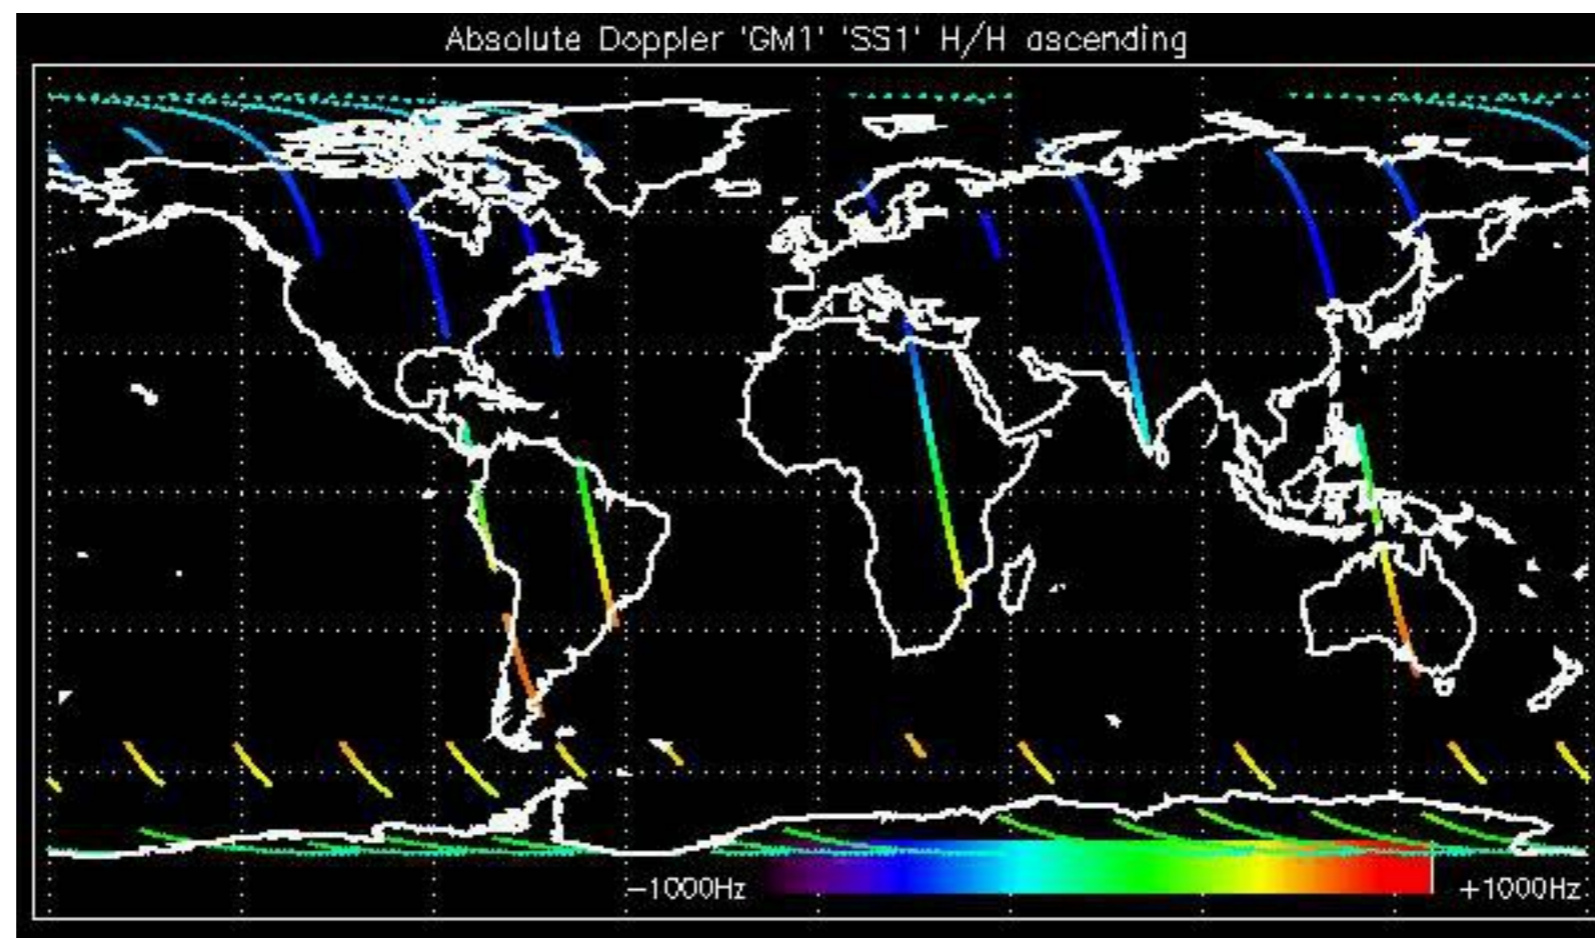 Absolute Doppler 'GM1' 'SS1' H/H ascending
−1000Hz +1000Hz